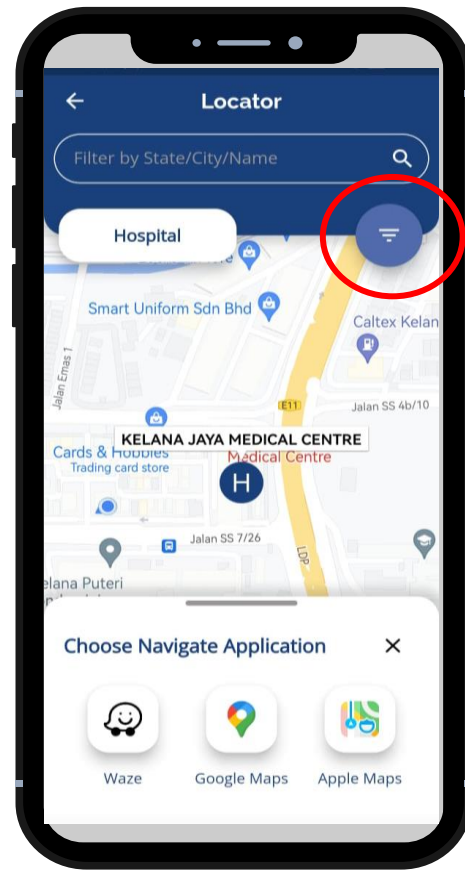 Locator
Filter by State/City/Name
Hospital
Smart Uniform Sdn Bhd
Caltex Kelan
Jalan Emas 1
E11
Jalan SS 4b/10
KELANA JAYA MEDICAL CENTRE
Cards & Hobbies
Medical Centre
Trading card store
H
Jalan SS 7/26
LDP
elana Puteri
Choose Navigate Application
Waze
Google Maps
Apple Maps